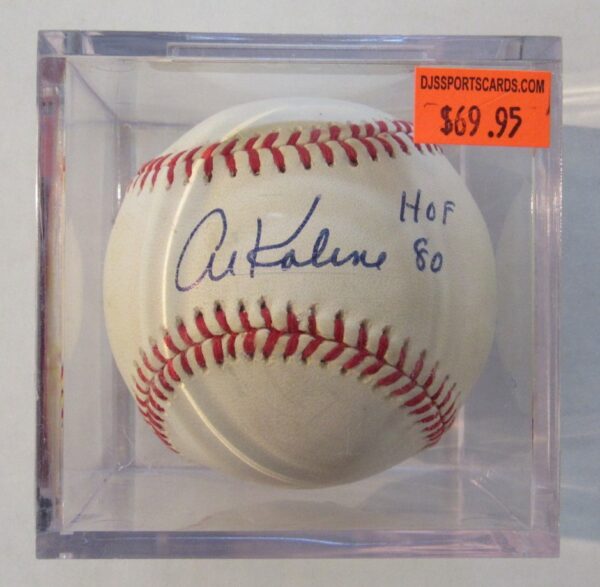 DJSSPORTSCARDS.COM
$69.95
Al Kaline HOF
80